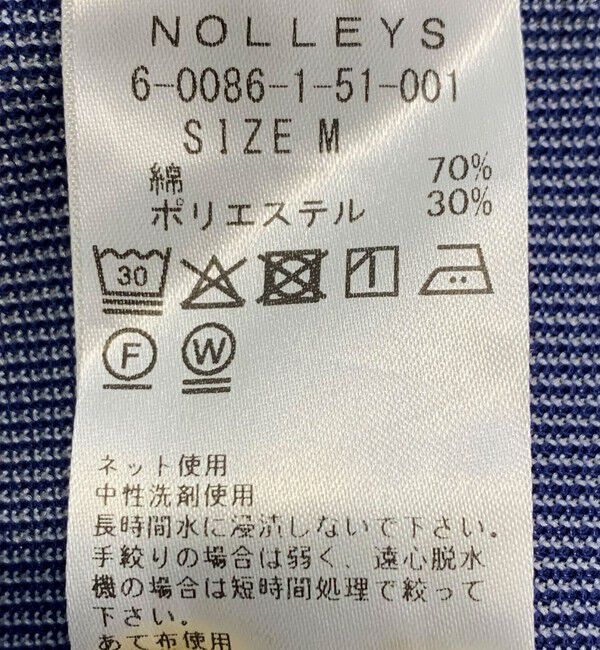 NOLLEYS
6-0086-1-51-001
SIZE M
綿 70%
ポリエステル 30%
30
F W
ネット使用
中性洗剤使用
長時間水に浸漬しないで下さい。
手絞りの場合は弱く、遠心脱水
機の場合は短時間処理で絞って
下さい。
あて布使用